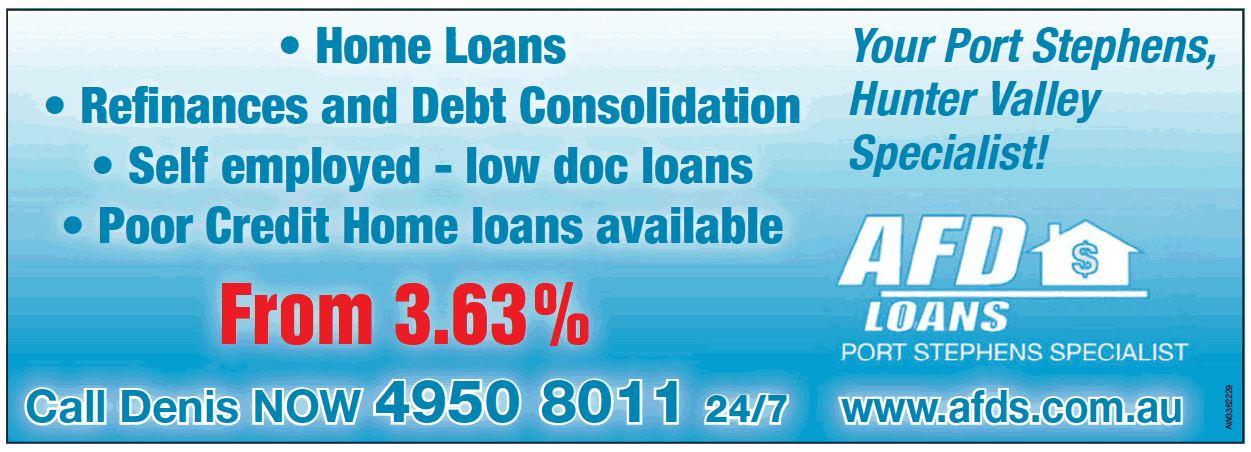 • Home Loans
• Refinances and Debt Consolidation
• Self employed - low doc loans
• Poor Credit Home loans available
From 3.63%
Call Denis NOW 4950 8011 24/7
Your Port Stephens,
Hunter Valley
Specialist!
AFD
$
LOANS
PORT STEPHENS SPECIALIST
www.afds.com.au
AW3362229